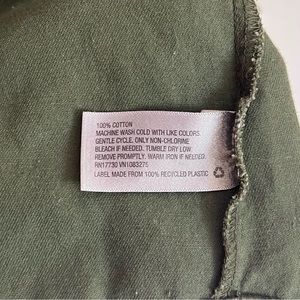 100% COTTON
MACHINE WASH COLD WITH LIKE COLORS.
GENTLE CYCLE. ONLY NON-CHLORINE
BLEACH IF NEEDED. TUMBLE DRY LOW.
REMOVE PROMPTLY. WARM IRON IF NEEDED.
RN17730 VN1083275
LABEL MADE FROM 100% RECYCLED PLASTIC